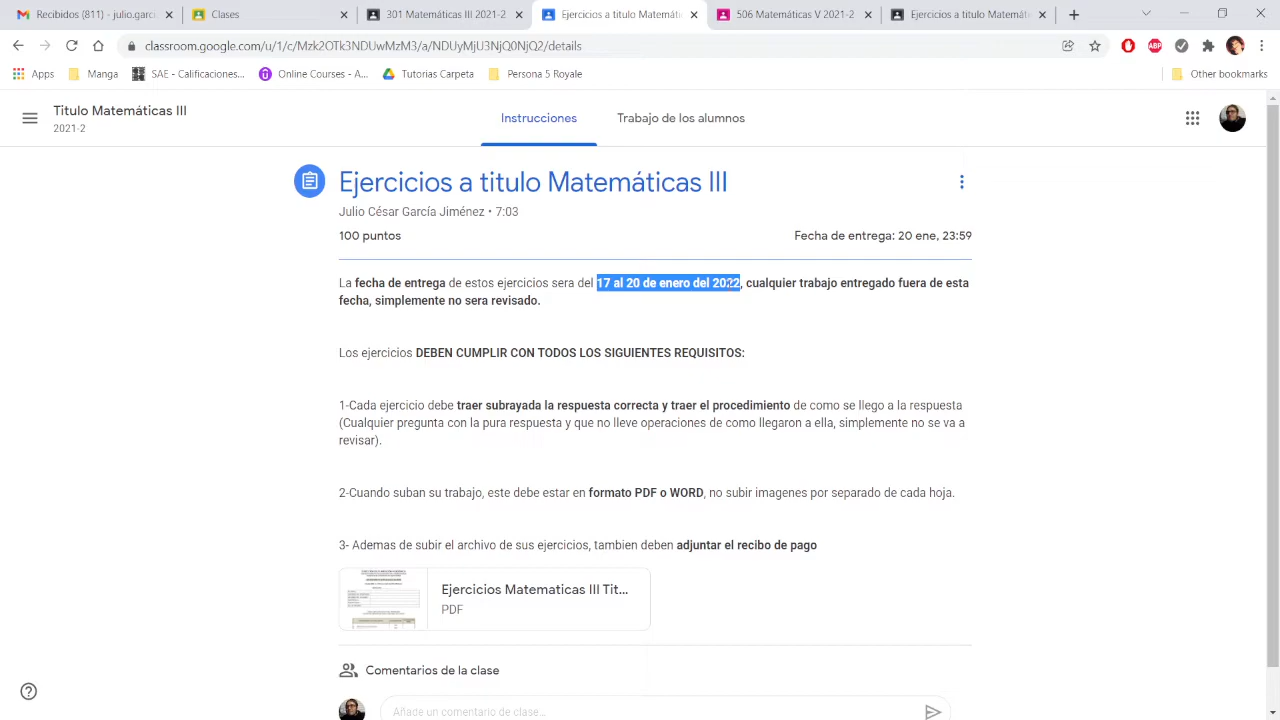 Recibidos (811) - julio.garc
Clases
301 Matemáticas III 2021-2
Ejercicios a titulo Matemátic
506 Matemáticas V 2021-2
Ejercicios a titulo Matemáti
classroom.google.com/u/1/c/
/details
Apps
Manga
SAE - Calificaciones...
Online Courses - A...
Tutorias Carpeta
Persona 5 Royale
Other bookmarks
Titulo Matemáticas III
2021-2
Instrucciones
Trabajo de los alumnos
Ejercicios a titulo Matemáticas III
Julio César García Jiménez • 7:03
100 puntos
Fecha de entrega: 20 ene, 23:59
La fecha de entrega de estos ejercicios sera del 17 al 20 de enero del 2022, cualquier trabajo entregado fuera de esta
fecha, simplemente no sera revisado.
Los ejercicios DEBEN CUMPLIR CON TODOS LOS SIGUIENTES REQUISITOS:
1-Cada ejercicio debe traer subrayada la respuesta correcta y traer el procedimiento de como se llego a la respuesta
(Cualquier pregunta con la pura respuesta y que no lleve operaciones de como llegaron a ella, simplemente no se va a
revisar).
2-Cuando suban su trabajo, este debe estar en formato PDF o WORD, no subir imagenes por separado de cada hoja.
3- Ademas de subir el archivo de sus ejercicios, tambien deben adjuntar el recibo de pago
Ejercicios Matematicas III Tit...
PDF
Comentarios de la clase
Añade un comentario de clase...